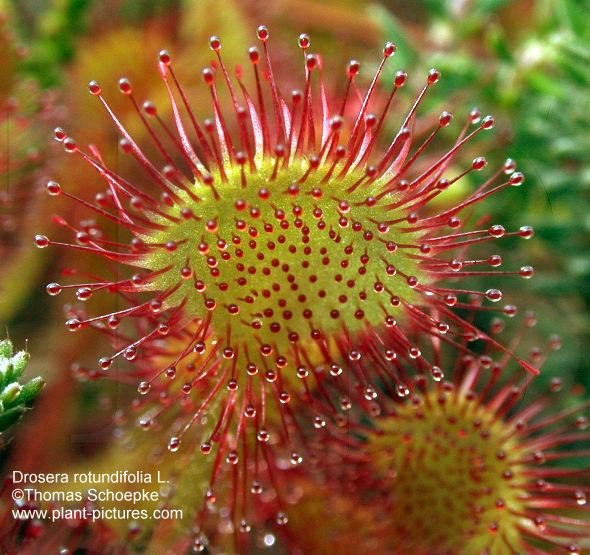 Drosera rotundifolia L.
©Thomas Schoepke
www.plant-pictures.com